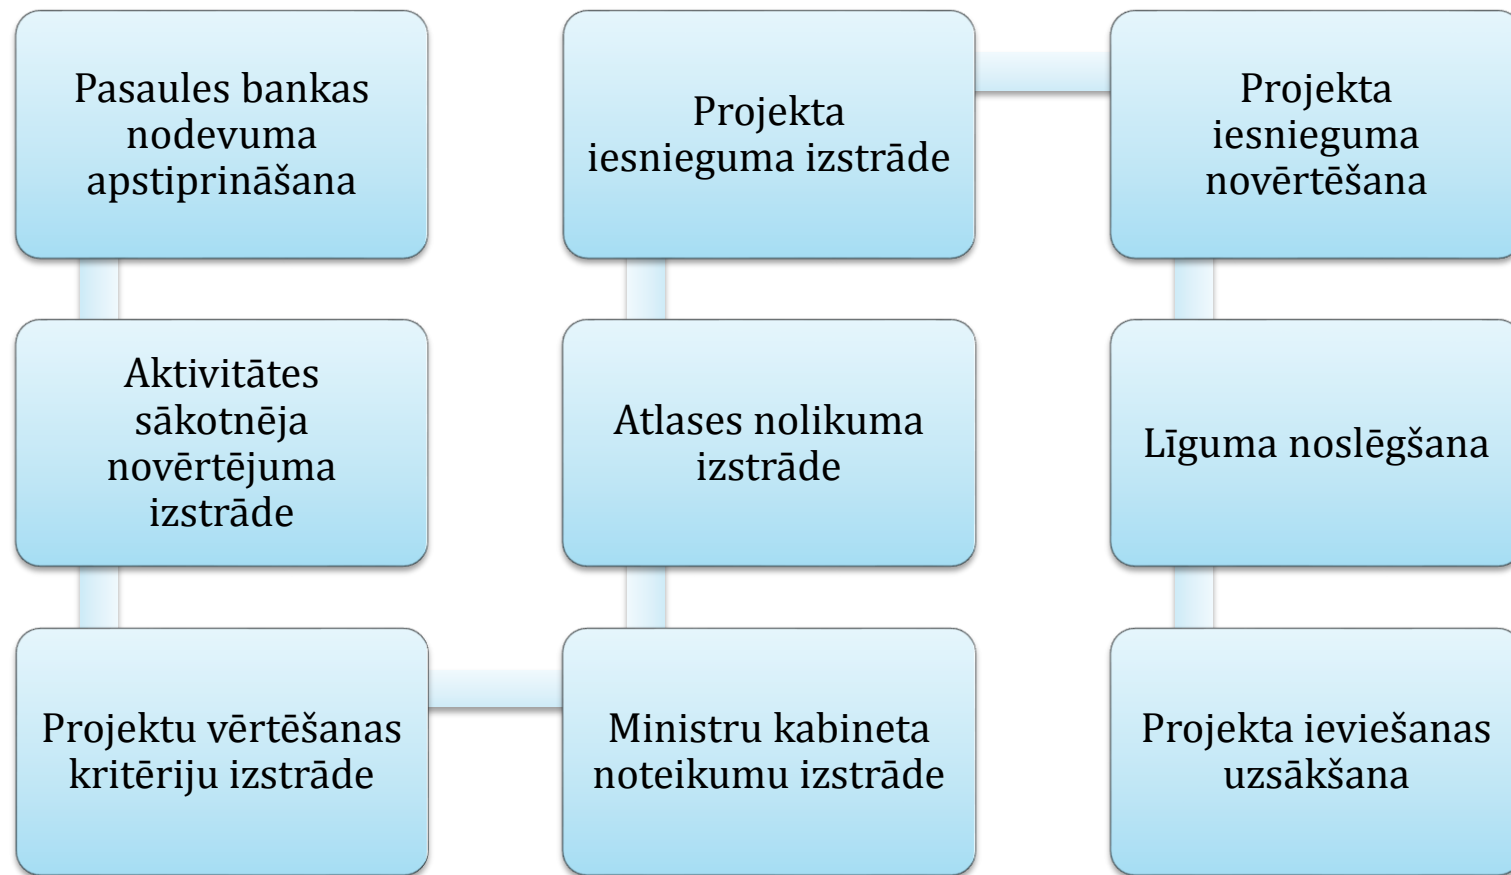 Pasaules bankas
nodevuma
apstiprināšana
Aktivitātes
sākotnēja
novērtējuma
izstrāde
Projektu vērtēšanas
kritēriju izstrāde
Ministru kabineta
noteikumu izstrāde
Atlases nolikuma
izstrāde
Projekta
iesnieguma izstrāde
Projekta
iesnieguma
novērtēšana
Līguma noslēgšana
Projekta ieviešanas
uzsākšana